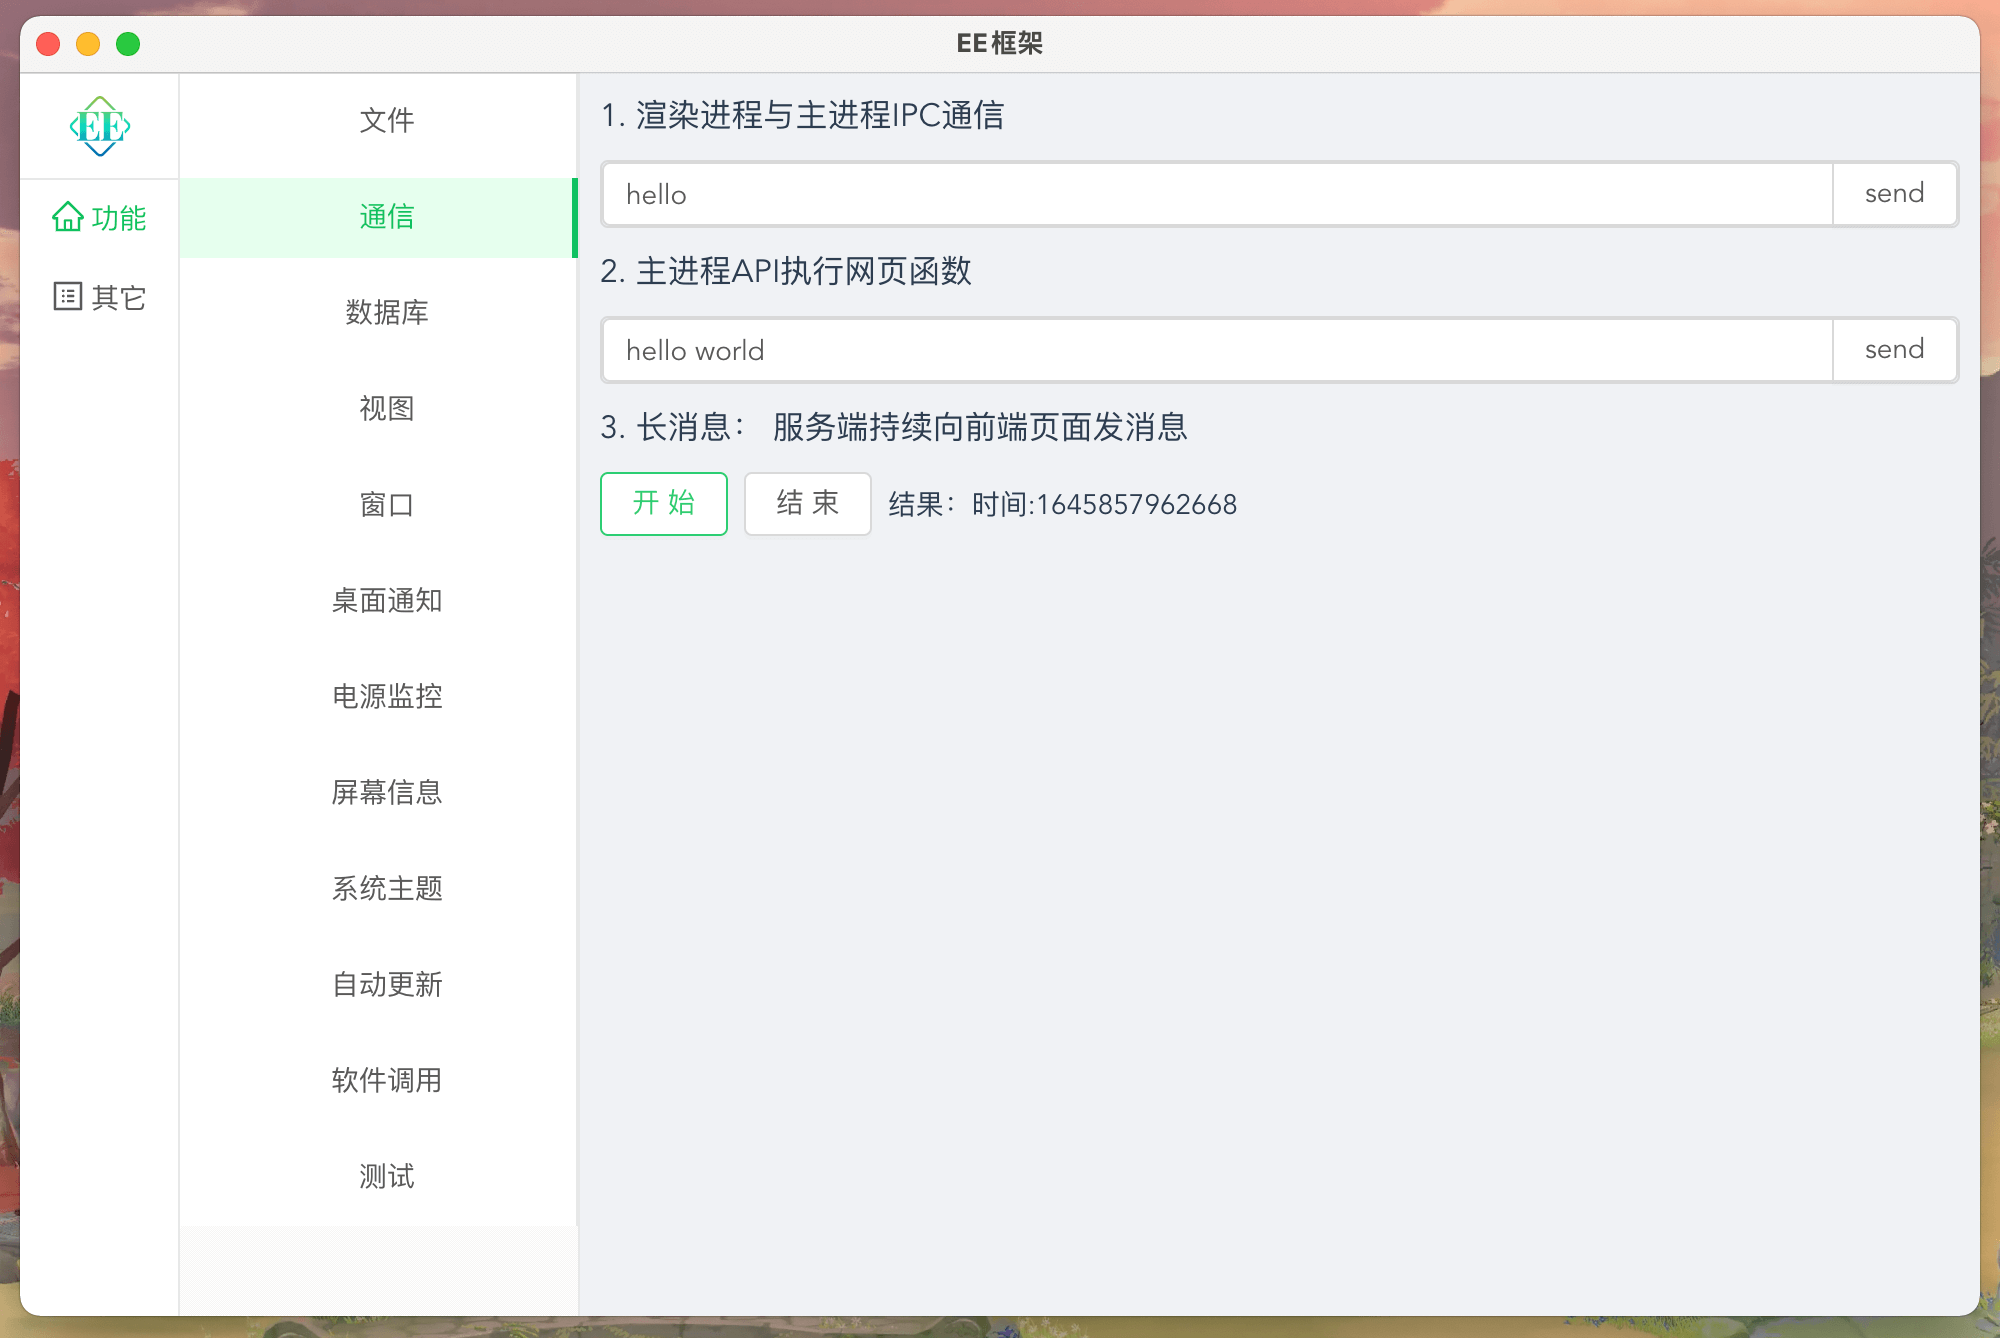 EE框架
EE
功能
其它
文件
通信
数据库
视图
窗口
桌面通知
电源监控
屏幕信息
系统主题
自动更新
软件调用
测试
1. 渲染进程与主进程IPC通信
hello send
2. 主进程API执行网页函数
hello world send
3. 长消息： 服务端持续向前端页面发消息
开 始 结 束 结果：时间:1645857962668